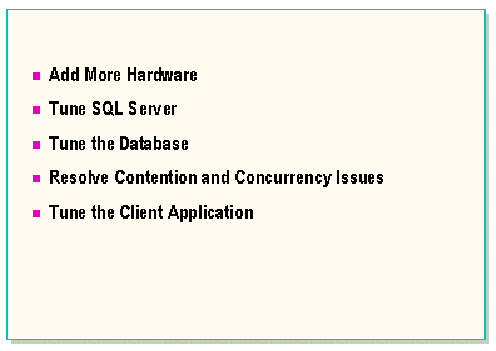 Add More Hardware
Tune SQL Server
Tune the Database
Resolve Contention and Concurrency Issues
Tune the Client Application